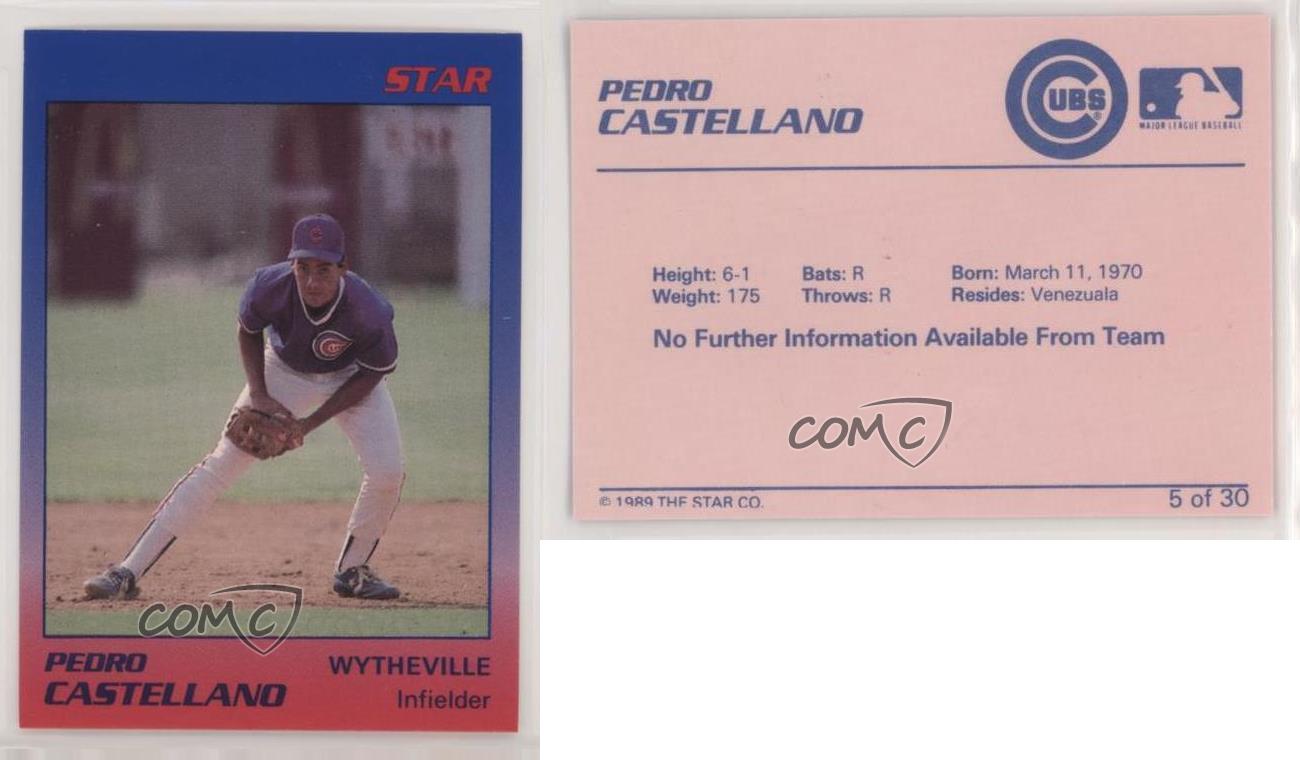 STAR
PEDRO
CASTELLANO
WYTHEVILLE
Infielder
COMC
PEDRO
CASTELLANO
CUBS
®
MAJOR LEAGUE BASEBALL
Height: 6-1 Bats: R Born: March 11, 1970
Weight: 175 Throws: R Resides: Venezuala
No Further Information Available From Team
COMC
© 1989 THE STAR CO.
5 of 30